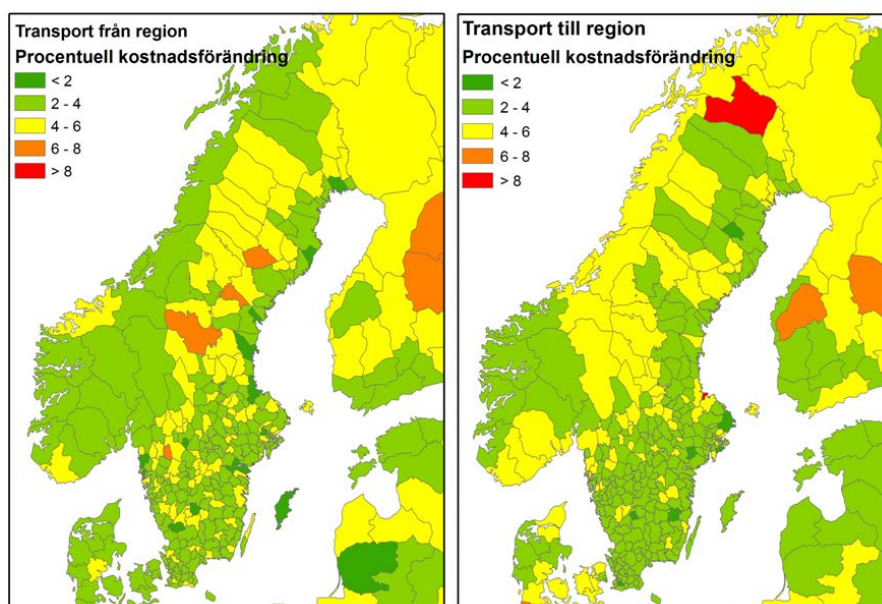 Transport från region
Procentuell kostnadsförändring
< 2
2 - 4
4 - 6
6 - 8
> 8
Transport till region
Procentuell kostnadsförändring
< 2
2 - 4
4 - 6
6 - 8
> 8